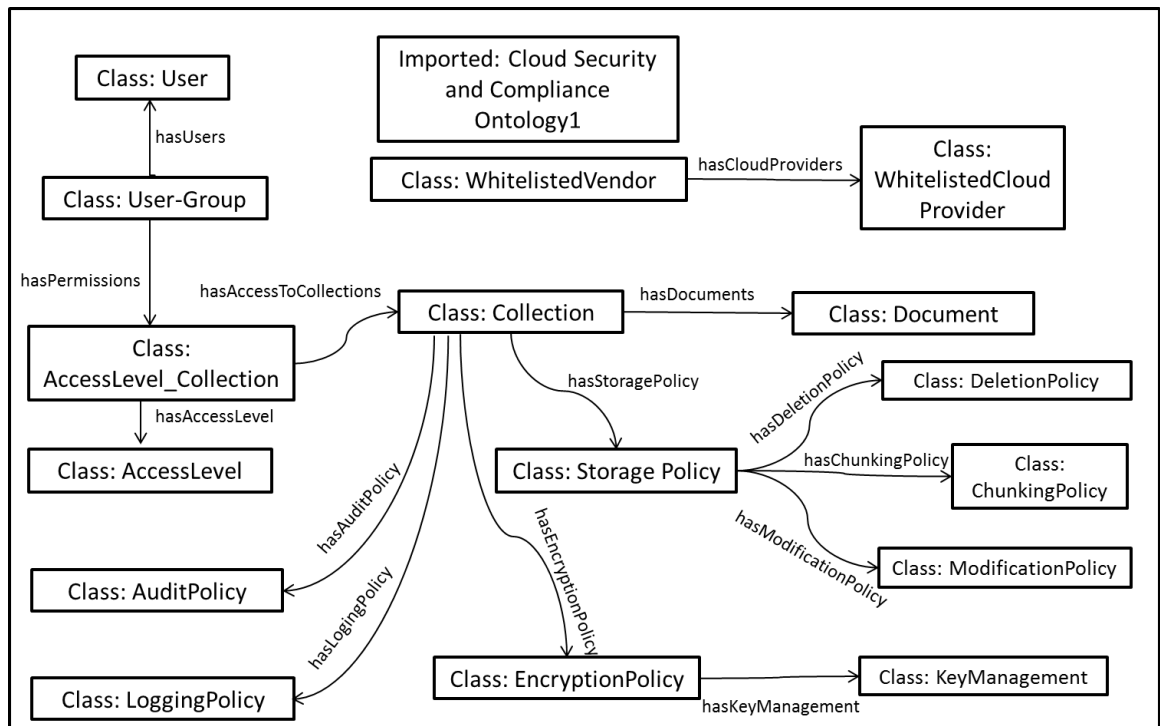 Class: User
Imported: Cloud Security
and Compliance
Ontology1
hasUsers
Class: User-Group
Class: WhitelistedVendor
hasCloudProviders
Class:
WhitelistedCloud
Provider
hasPermissions
hasAccessToCollections
Class: Collection
hasDocuments
Class: Document
Class:
AccessLevel_Collection
hasAccessLevel
Class: AccessLevel
hasStoragePolicy
Class: Storage Policy
hasDeletionPolicy
Class: DeletionPolicy
hasChunkingPolicy
Class:
ChunkingPolicy
hasModificationPolicy
Class: ModificationPolicy
hasAuditPolicy
Class: AuditPolicy
hasLogingPolicy
Class: LoggingPolicy
hasEncryptionPolicy
Class: EncryptionPolicy
hasKeyManagement
Class: KeyManagement